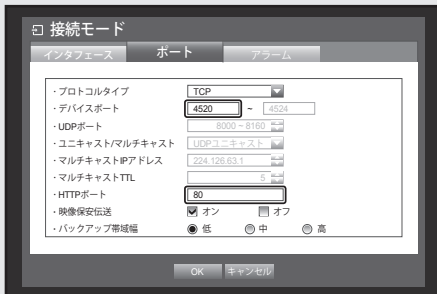 接続モード
インタフェース ポート アラーム
・プロトコルタイプ TCP
・デバイスポート 4520 ~ 4524
・UDPポート 8000 ~ 8160
・ユニキャスト/マルチキャスト UDPユニキャスト
・マルチキャストIPアドレス 224.126.63.1
・マルチキャストTTL 5
・HTTPポート 80
・映像保安伝送 オン オフ
・バックアップ帯域幅 低 中 高
OK キャンセル